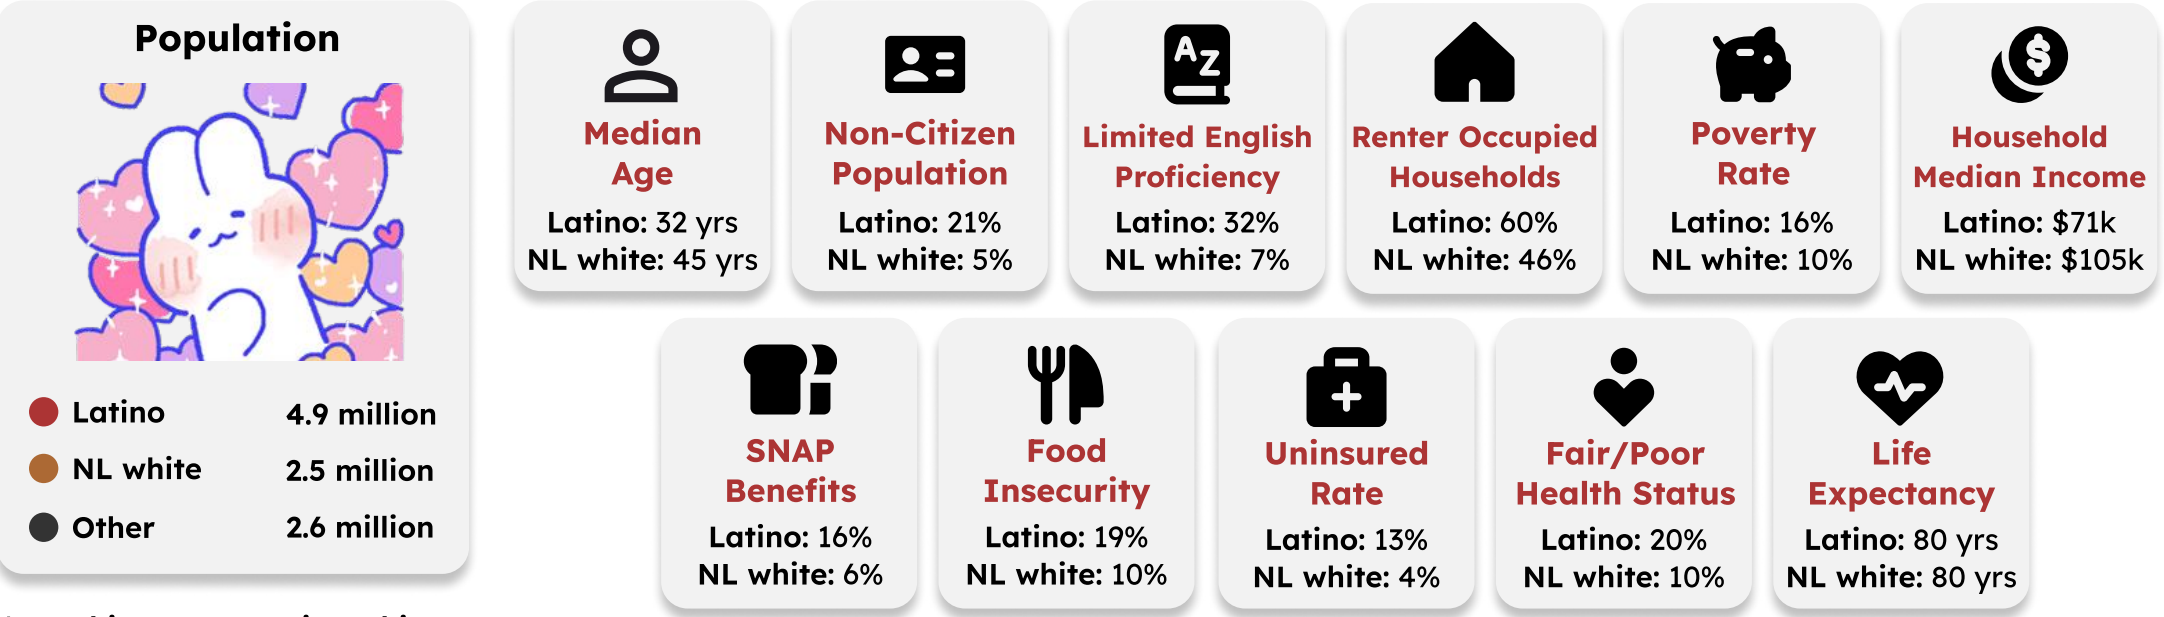 Population
Latino 4.9 million
NL white 2.5 million
Other 2.6 million
Median
Age
Latino: 32 yrs
NL white: 45 yrs
Non-Citizen
Population
Latino: 21%
NL white: 5%
A Z
Limited English
Proficiency
Latino: 32%
NL white: 7%
Renter Occupied
Households
Latino: 60%
NL white: 46%
Poverty
Rate
Latino: 16%
NL white: 10%
$
Household
Median Income
Latino: $71k
NL white: $105k
SNAP
Benefits
Latino: 16%
NL white: 6%
Food
Insecurity
Latino: 19%
NL white: 10%
Uninsured
Rate
Latino: 13%
NL white: 4%
Fair/Poor
Health Status
Latino: 20%
NL white: 10%
Life
Expectancy
Latino: 80 yrs
NL white: 80 yrs